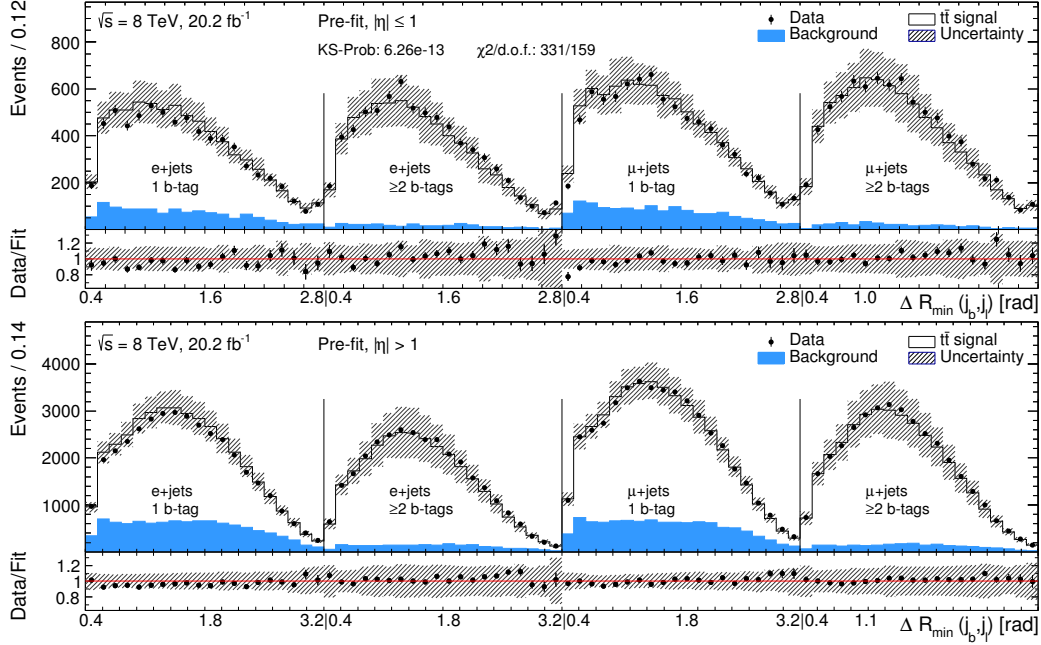 √s = 8 TeV, 20.2 fb⁻¹ Pre-fit, |η| ≤ 1 Data tt̄ signal
KS-Prob: 6.26e-13 χ2/d.o.f.: 331/159 Background Uncertainty
Events / 0.12
800
600
400
200
e+jets e+jets μ+jets μ+jets
1 b-tag ≥2 b-tags 1 b-tag ≥2 b-tags
Data/Fit
1.2
1
0.8
0.4 1.6 2.8|0.4 1.6 2.8|0.4 1.6 2.8|0.4 1.0 Δ R_min (j_b,j_l) [rad]
√s = 8 TeV, 20.2 fb⁻¹ Pre-fit, |η| > 1 Data tt̄ signal
Background Uncertainty
Events / 0.14
4000
3000
2000
1000
e+jets e+jets μ+jets μ+jets
1 b-tag ≥2 b-tags 1 b-tag ≥2 b-tags
Data/Fit
1.2
1
0.8
0.4 1.8 3.2|0.4 1.8 3.2|0.4 1.8 3.2|0.4 1.1 Δ R_min (j_b,j_l) [rad]